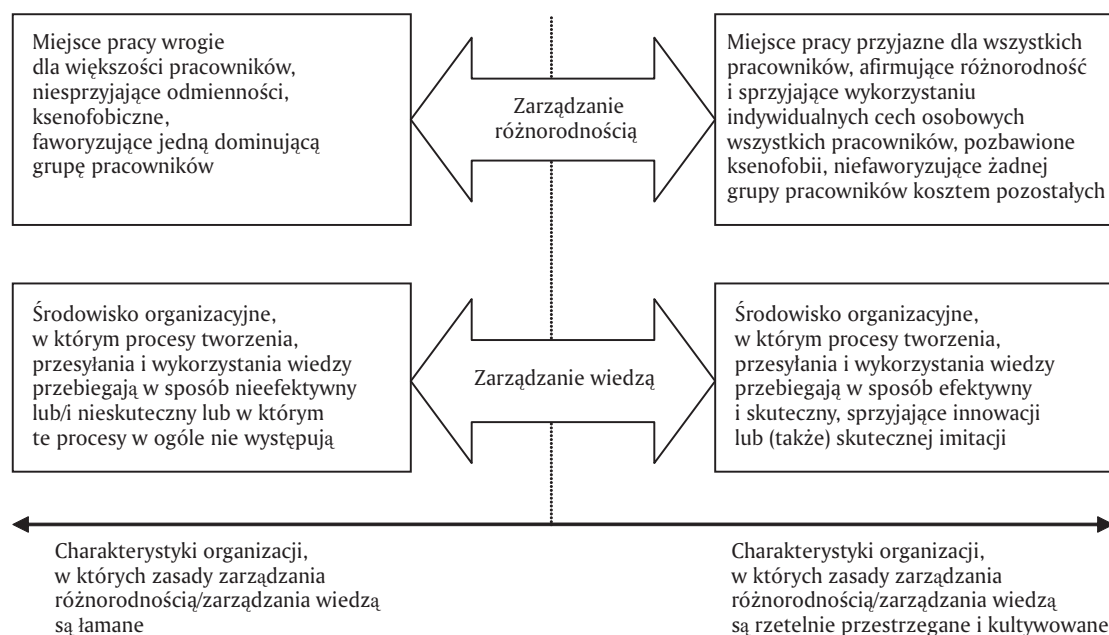 Miejsce pracy wrogie
dla większości pracowników,
niesprzyjające odmienności,
ksenofobiczne,
faworyzujące jedną dominującą
grupę pracowników
Zarządzanie
różnorodnością
Miejsce pracy przyjazne dla wszystkich
pracowników, afirmujące różnorodność
i sprzyjające wykorzystaniu
indywidualnych cech osobowych
wszystkich pracowników, pozbawione
ksenofobii, niefaworyzujące żadnej
grupy pracowników kosztem pozostałych
Środowisko organizacyjne,
w którym procesy tworzenia,
przesyłania i wykorzystania wiedzy
przebiegają w sposób nieefektywny
lub/i nieskuteczny lub w którym
te procesy w ogóle nie występują
Zarządzanie wiedzą
Środowisko organizacyjne,
w którym procesy tworzenia,
przesyłania i wykorzystania wiedzy
przebiegają w sposób efektywny
i skuteczny, sprzyjające innowacji
lub (także) skutecznej imitacji
Charakterystyki organizacji,
w których zasady zarządzania
różnorodnością/zarządzania wiedzą
są łamane
Charakterystyki organizacji,
w których zasady zarządzania
różnorodnością/zarządzania wiedzą
są rzetelnie przestrzegane i kultywowane